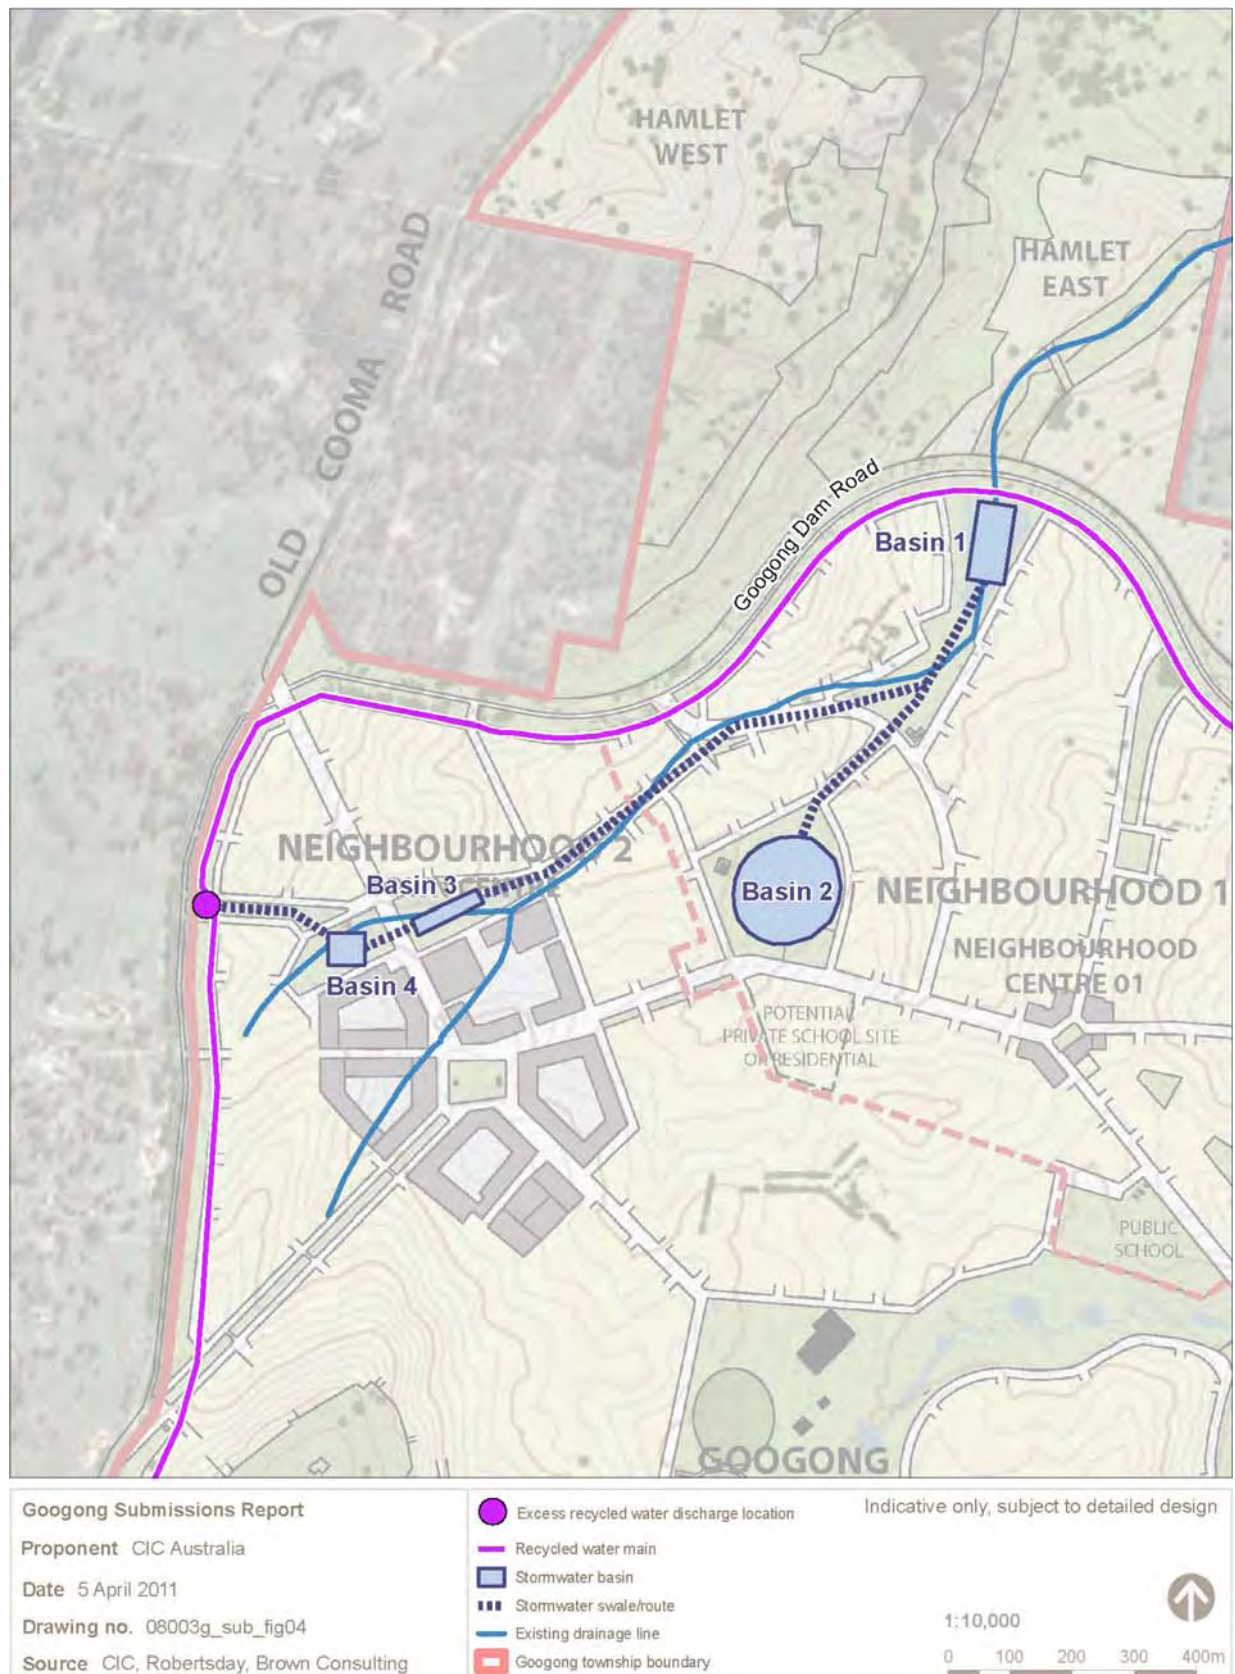 HAMLET
WEST
HAMLET
EAST
OLD COOMA ROAD
Googong Dam Road
Basin 1
NEIGHBOURHOOD 2
Basin 3
Basin 2
NEIGHBOURHOOD 1
NEIGHBOURHOOD
CENTRE 01
Basin 4
POTENTIAL
PRIVATE SCHOOL SITE
OR RESIDENTIAL
PUBLIC
SCHOOL
GOOGONG
Googong Submissions Report
Proponent CIC Australia
Date 5 April 2011
Drawing no. 08003g_sub_fig04
Source CIC, Robertsday, Brown Consulting
Excess recycled water discharge location
Recycled water main
Stormwater basin
Stormwater swale/route
Existing drainage line
Googong township boundary
Indicative only, subject to detailed design
1:10,000
0 100 200 300 400m